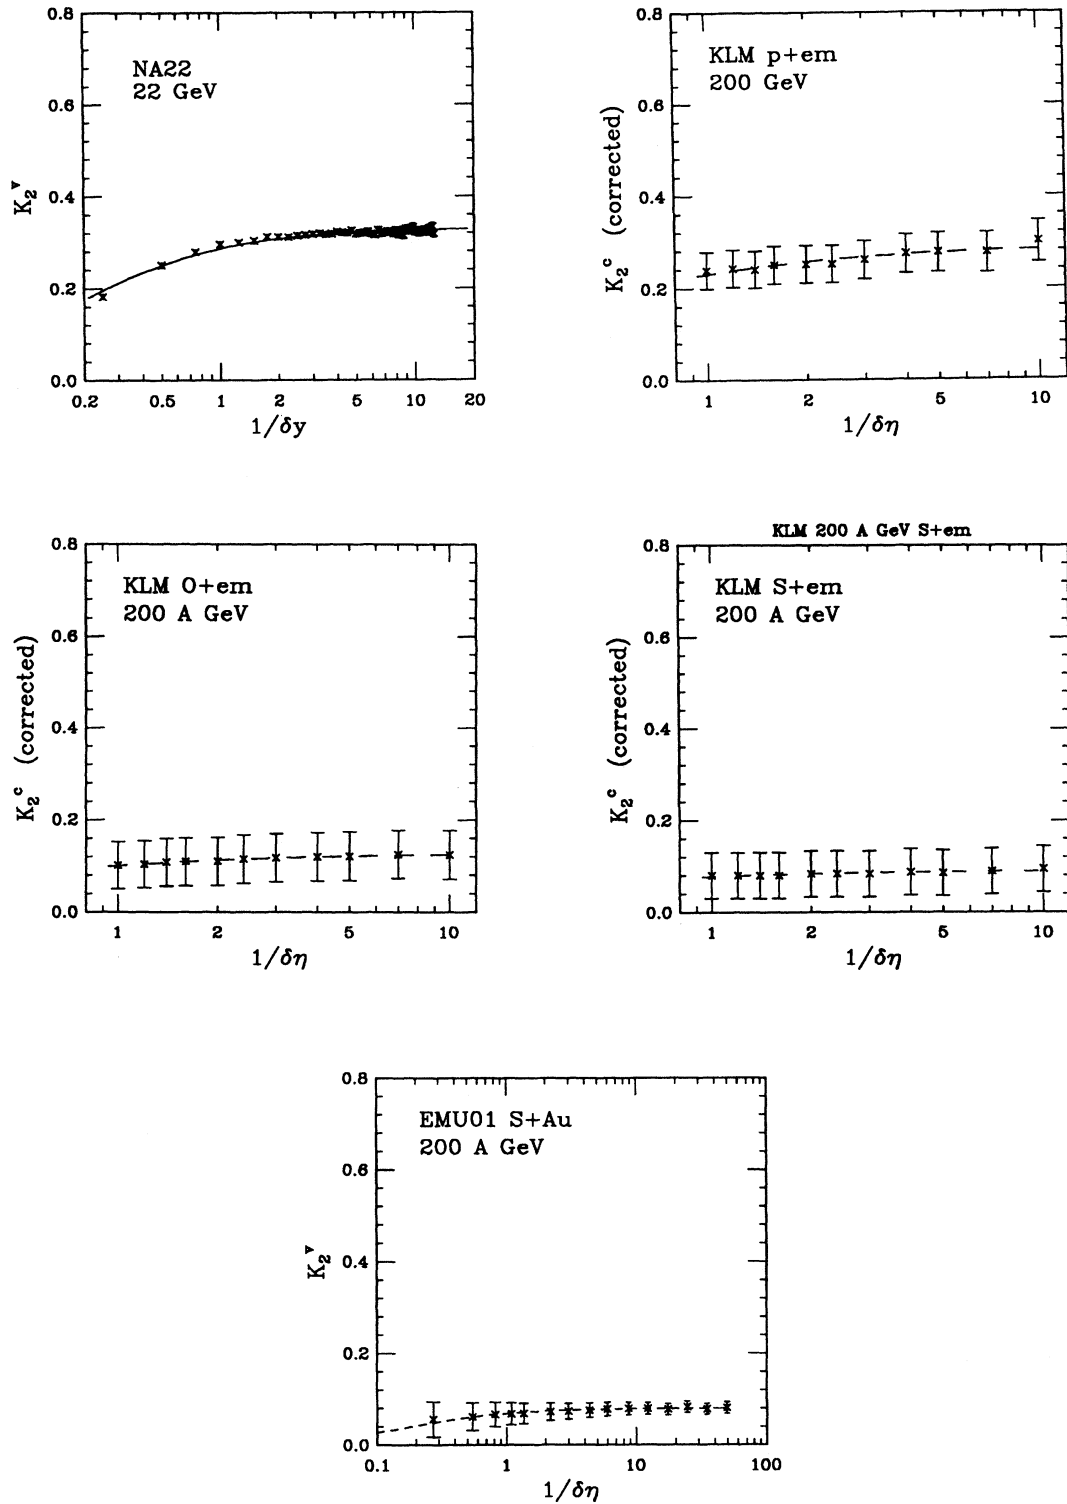 0.8
0.6
0.4
0.2
0.0
K₂ᵛ
NA22
22 GeV
0.2 0.5 1 2 5 10 20
1/δy
0.8
0.6
0.4
0.2
0.0
K₂ᶜ (corrected)
KLM p+em
200 GeV
1 2 5 10
1/δη
0.8
0.6
0.4
0.2
0.0
K₂ᶜ (corrected)
KLM O+em
200 A GeV
1 2 5 10
1/δη
KLM 200 A GeV S+em
0.8
0.6
0.4
0.2
0.0
K₂ᶜ (corrected)
KLM S+em
200 A GeV
1 2 5 10
1/δη
0.8
0.6
0.4
0.2
0.0
K₂ᵛ
EMU01 S+Au
200 A GeV
0.1 1 10 100
1/δη